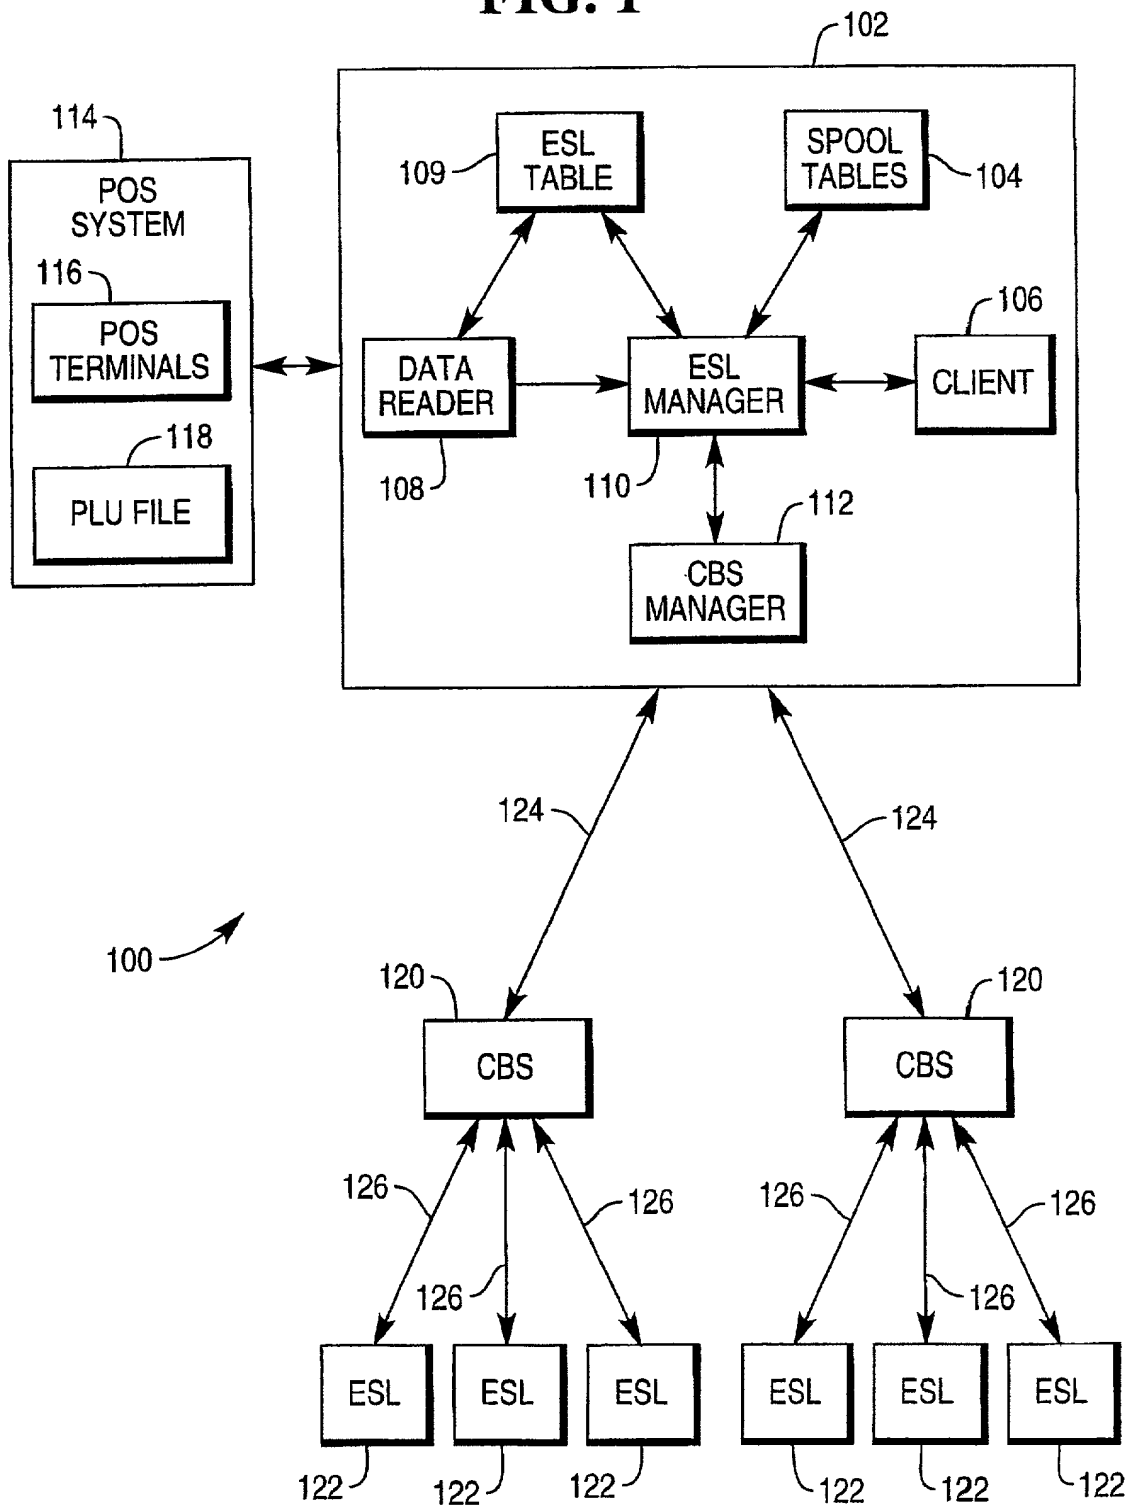 FIG. 1
102
114
POS
SYSTEM
116
POS
TERMINALS
118
PLU FILE
109
ESL
TABLE
SPOOL
TABLES
104
106
DATA
READER
108
ESL
MANAGER
110
CLIENT
112
CBS
MANAGER
124
124
100
120
CBS
120
CBS
126
126
126
126
126
126
ESL
ESL
ESL
ESL
ESL
ESL
122
122
122
122
122
122